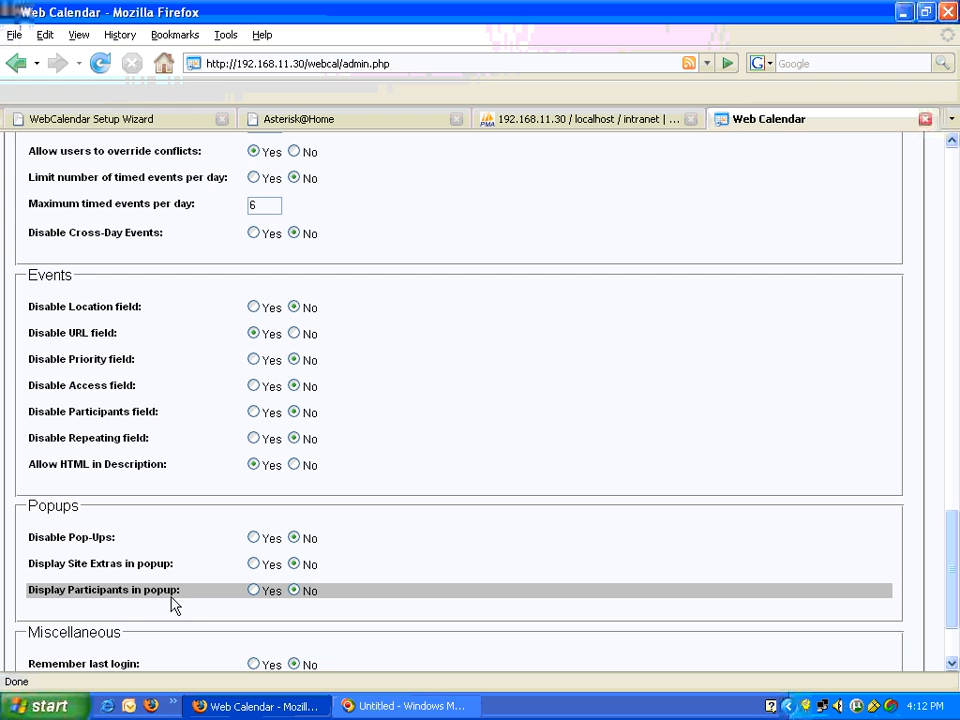 Web Calendar - Mozilla Firefox
File Edit View History Bookmarks Tools Help
http://192.168.11.30/webcal/admin.php
G Google
WebCalendar Setup Wizard
Asterisk@Home
PMA 192.168.11.30 / localhost / intranet | ...
Web Calendar
Allow users to override conflicts: Yes No
Limit number of timed events per day: Yes No
Maximum timed events per day: 6
Disable Cross-Day Events: Yes No
Events
Disable Location field: Yes No
Disable URL field: Yes No
Disable Priority field: Yes No
Disable Access field: Yes No
Disable Participants field: Yes No
Disable Repeating field: Yes No
Allow HTML in Description: Yes No
Popups
Disable Pop-Ups: Yes No
Display Site Extras in popup: Yes No
Display Participants in popup: Yes No
Miscellaneous
Remember last login: Yes No
Done
start
Web Calendar - Mozill...
Untitled - Windows M...
4:12 PM